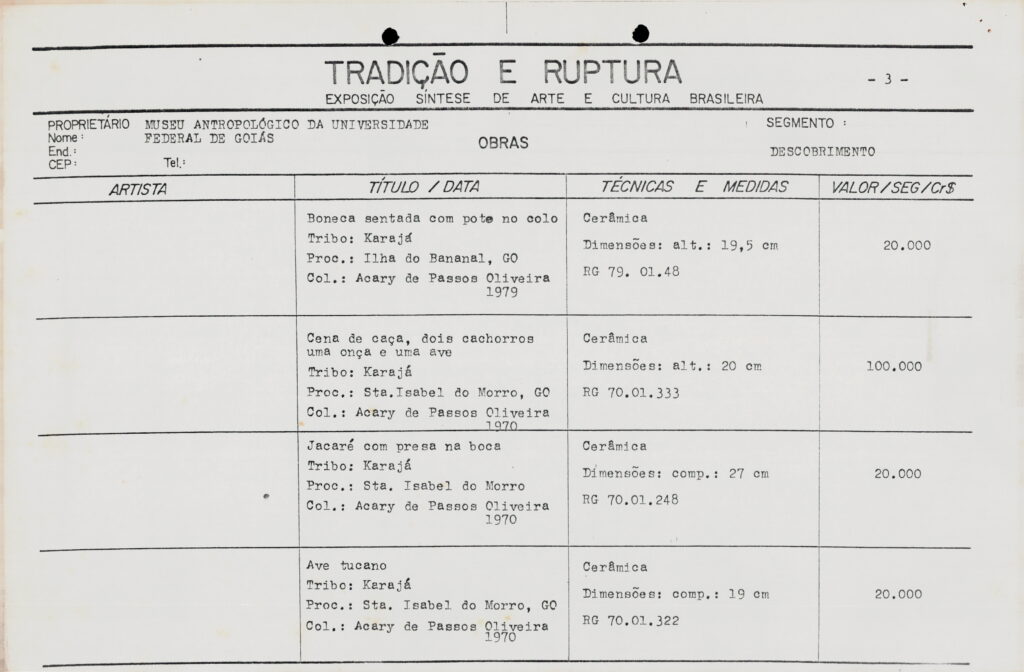 TRADIÇÃO E RUPTURA
- 3 -
EXPOSIÇÃO SÍNTESE DE ARTE E CULTURA BRASILEIRA
PROPRIETÁRIO MUSEU ANTROPOLÓGICO DA UNIVERSIDADE
Nome: FEDERAL DE GOIÁS
End.:
CEP: Tel.:
OBRAS
SEGMENTO :
DESCOBRIMENTO
ARTISTA TÍTULO / DATA TÉCNICAS E MEDIDAS VALOR/SEG/Cr$
Boneca sentada com pote no colo
Tribo: Karajá
Proc.: Ilha do Bananal, GO
Col.: Acary de Passos Oliveira
1979
Cerâmica
Dimensões: alt.: 19,5 cm
RG 79. 01.48
20.000
Cena de caça, dois cachorros
uma onça e uma ave
Tribo: Karajá
Proc.: Sta.Isabel do Morro, GO
Col.: Acary de Passos Oliveira
1970
Cerâmica
Dimensões: alt.: 20 cm
RG 70.01.333
100.000
Jacaré com presa na boca
Tribo: Karajá
Proc.: Sta. Isabel do Morro
Col.: Acary de Passos Oliveira
1970
Cerâmica
Dimensões: comp.: 27 cm
RG 70.01.248
20.000
Ave tucano
Tribo: Karajá
Proc.: Sta. Isabel do Morro, GO
Col.: Acary de Passos Oliveira
1970
Cerâmica
Dimensões: comp.: 19 cm
RG 70.01.322
20.000